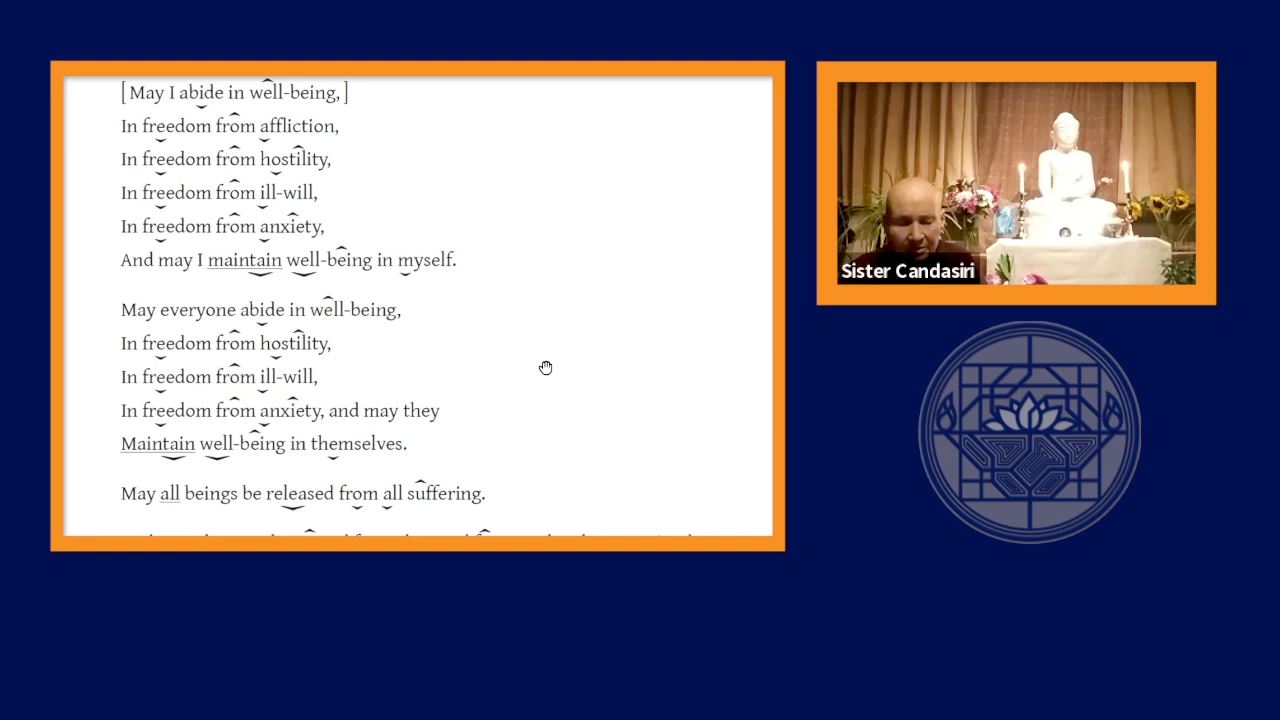 [ May I abide in well-being, ]
In freedom from affliction,
In freedom from hostility,
In freedom from ill-will,
In freedom from anxiety,
And may I maintain well-being in myself.
May everyone abide in well-being,
In freedom from hostility,
In freedom from ill-will,
In freedom from anxiety, and may they
Maintain well-being in themselves.
May all beings be released from all suffering.
Sister Candasiri